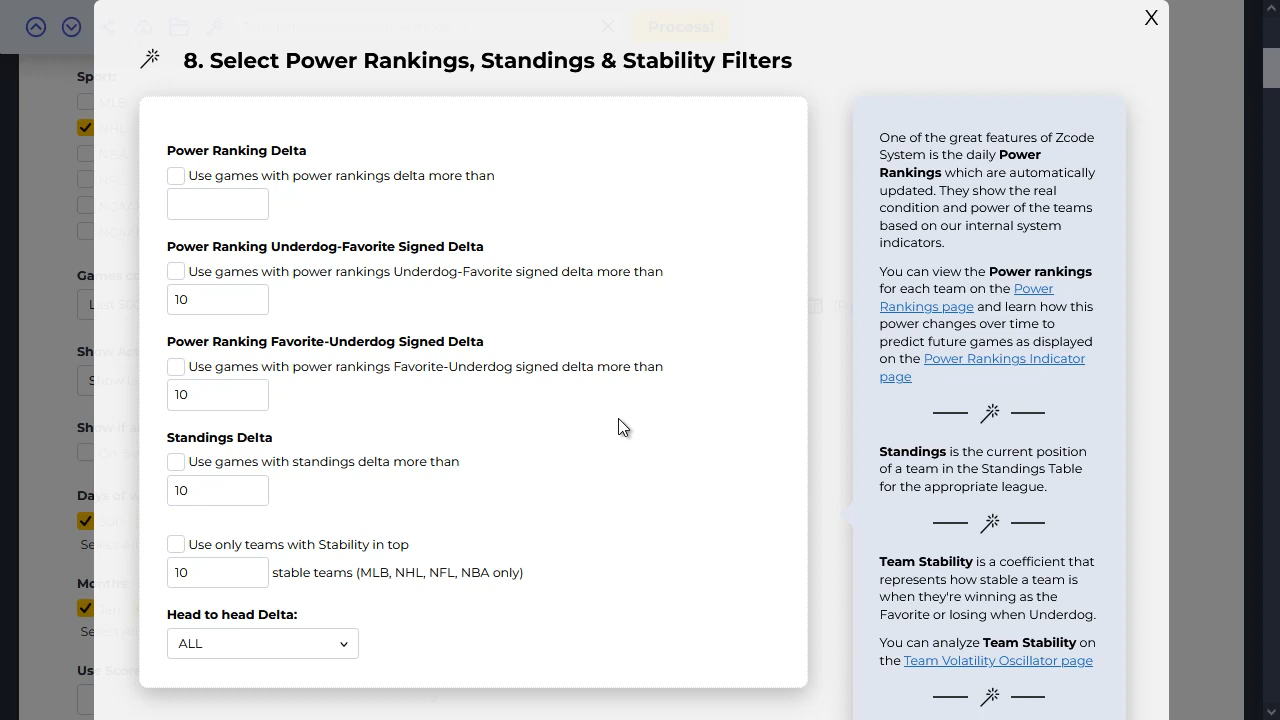 X
Process!
8. Select Power Rankings, Standings & Stability Filters
Sport:
Power Ranking Delta
Use games with power rankings delta more than
Power Ranking Underdog-Favorite Signed Delta
Use games with power rankings Underdog-Favorite signed delta more than
10
Power Ranking Favorite-Underdog Signed Delta
Use games with power rankings Favorite-Underdog signed delta more than
10
Standings Delta
Use games with standings delta more than
10
Use only teams with Stability in top
10 stable teams (MLB, NHL, NFL, NBA only)
Head to head Delta:
ALL
One of the great features of Zcode
System is the daily Power
Rankings which are automatically
updated. They show the real
condition and power of the teams
based on our internal system
indicators.
You can view the Power rankings
for each team on the Power
Rankings page and learn how this
power changes over time to
predict future games as displayed
on the Power Rankings Indicator
page
Standings is the current position
of a team in the Standings Table
for the appropriate league.
Team Stability is a coefficient that
represents how stable a team is
when they're winning as the
Favorite or losing when Underdog.
You can analyze Team Stability on
the Team Volatility Oscillator page